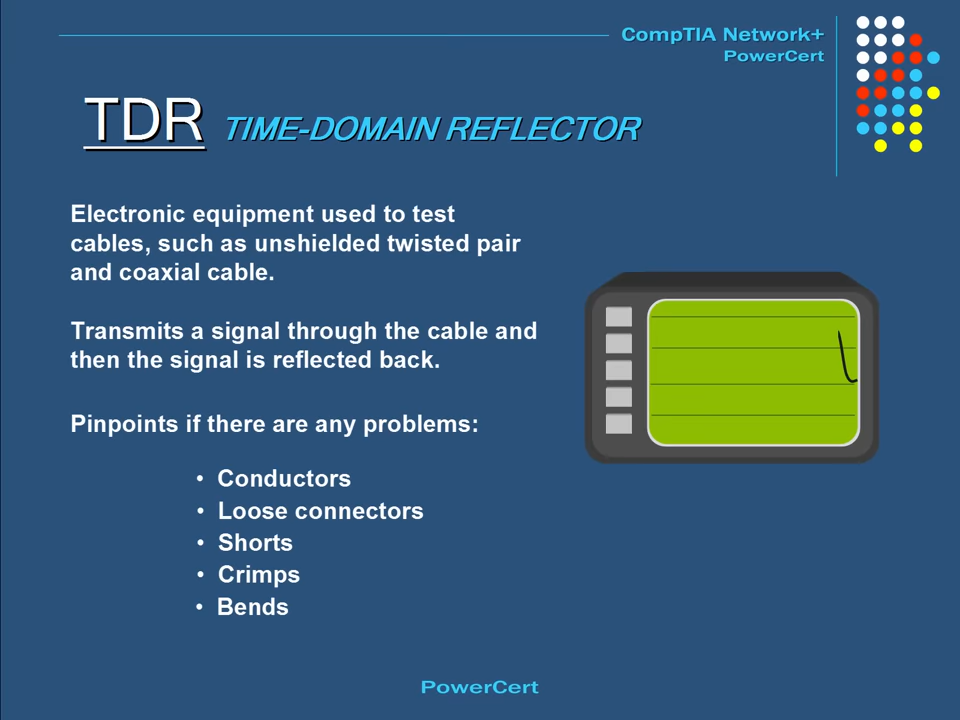 CompTIA Network+
PowerCert
TDR TIME-DOMAIN REFLECTOR
Electronic equipment used to test
cables, such as unshielded twisted pair
and coaxial cable.
Transmits a signal through the cable and
then the signal is reflected back.
Pinpoints if there are any problems:
• Conductors
• Loose connectors
• Shorts
• Crimps
• Bends
PowerCert